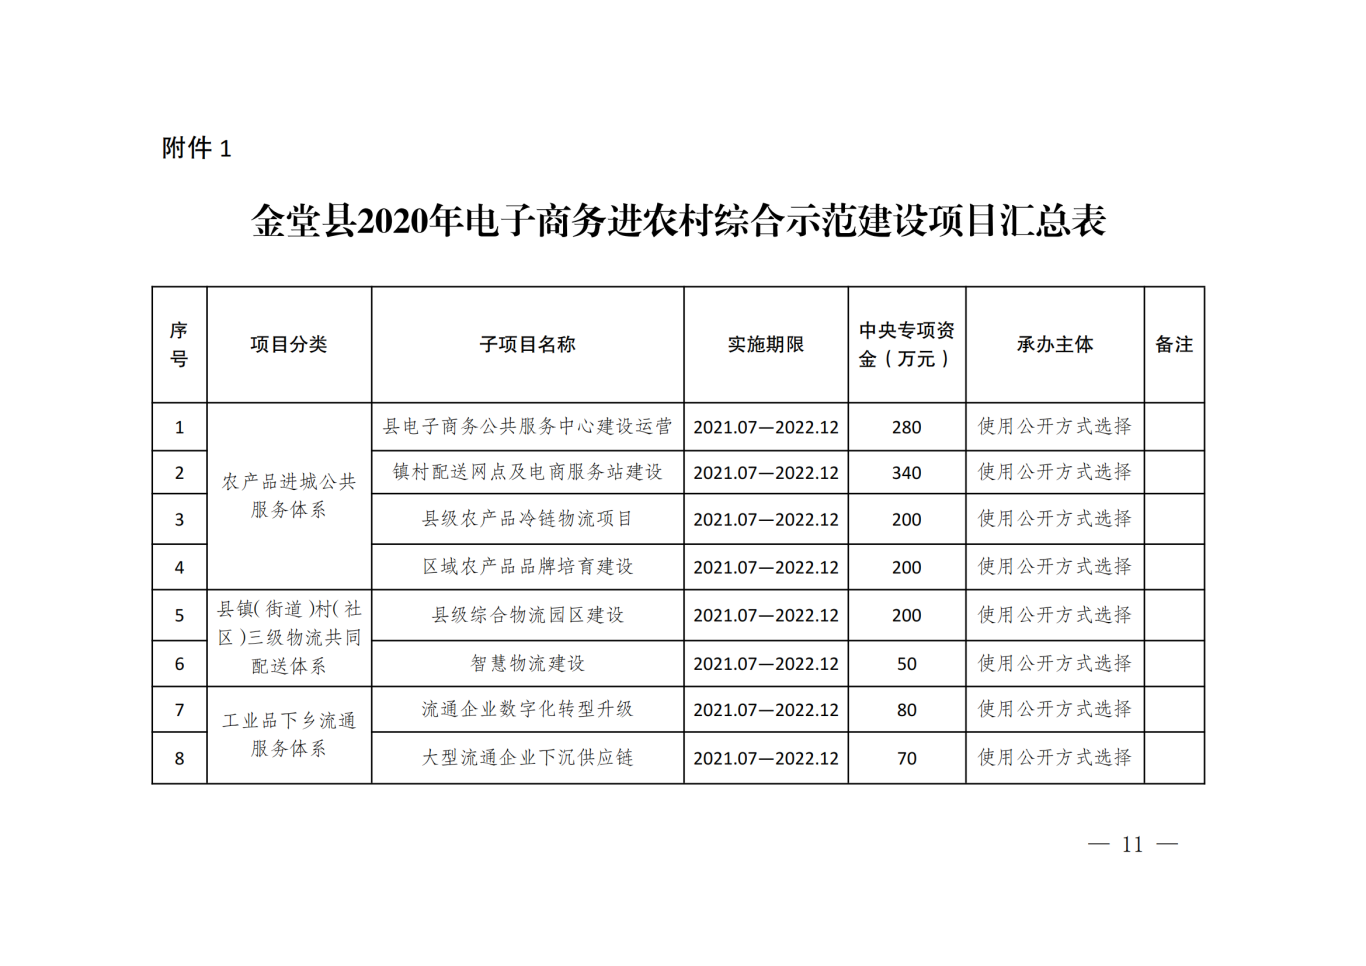 附件 1
金堂县2020年电子商务进农村综合示范建设项目汇总表
序号 项目分类 子项目名称 实施期限 中央专项资金（万元） 承办主体 备注
1 农产品进城公共服务体系 县电子商务公共服务中心建设运营 2021.07—2022.12 280 使用公开方式选择
2 镇村配送网点及电商服务站建设 2021.07—2022.12 340 使用公开方式选择
3 县级农产品冷链物流项目 2021.07—2022.12 200 使用公开方式选择
4 区域农产品品牌培育建设 2021.07—2022.12 200 使用公开方式选择
5 县镇（街道）村（社区）三级物流共同配送体系 县级综合物流园区建设 2021.07—2022.12 200 使用公开方式选择
6 智慧物流建设 2021.07—2022.12 50 使用公开方式选择
7 工业品下乡流通服务体系 流通企业数字化转型升级 2021.07—2022.12 80 使用公开方式选择
8 大型流通企业下沉供应链 2021.07—2022.12 70 使用公开方式选择
— 11 —